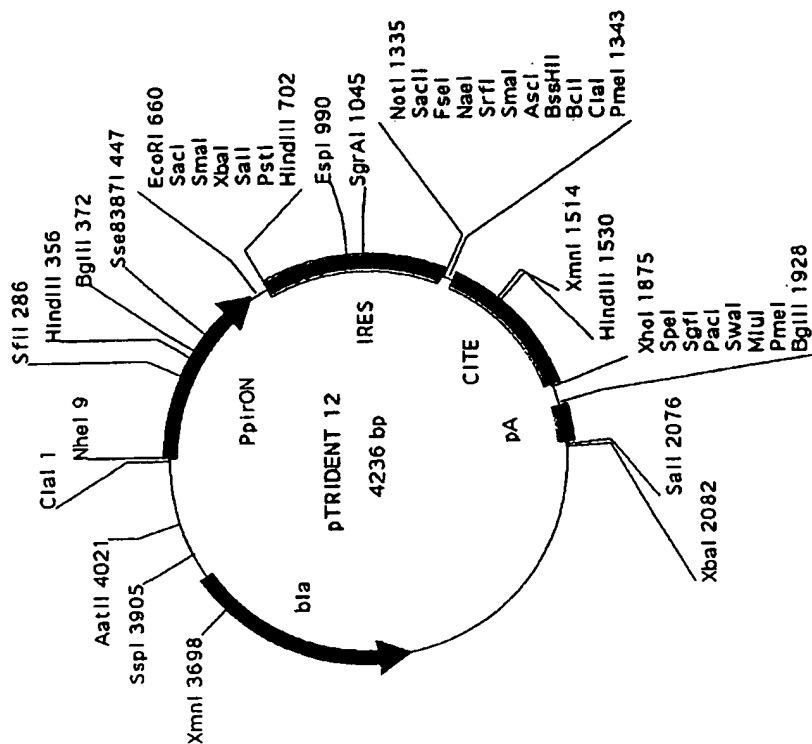 ClaI 1
NheI 9
SfiI 286
HindIII 356
BglII 372
Sse8387I 447
EcoRI 660
SacI
SmaI
XbaI
SalI
PstI
HindIII 702
EspI 990
SgrAI 1045
NotI 1335
SacII
FseI
NaeI
SrfI
SmaI
AscI
BssHII
BclI
ClaI
PmeI 1343
XmnI 1514
HindIII 1530
XhoI 1875
SpeI
SgfI
PacI
SwaI
MluI
PmeI
BglII 1928
SalI 2076
XbaI 2082
XmnI 3698
SspI 3905
AatII 4021
PpirON
IRES
CITE
pA
bla
pTRIDENT 12
4236 bp